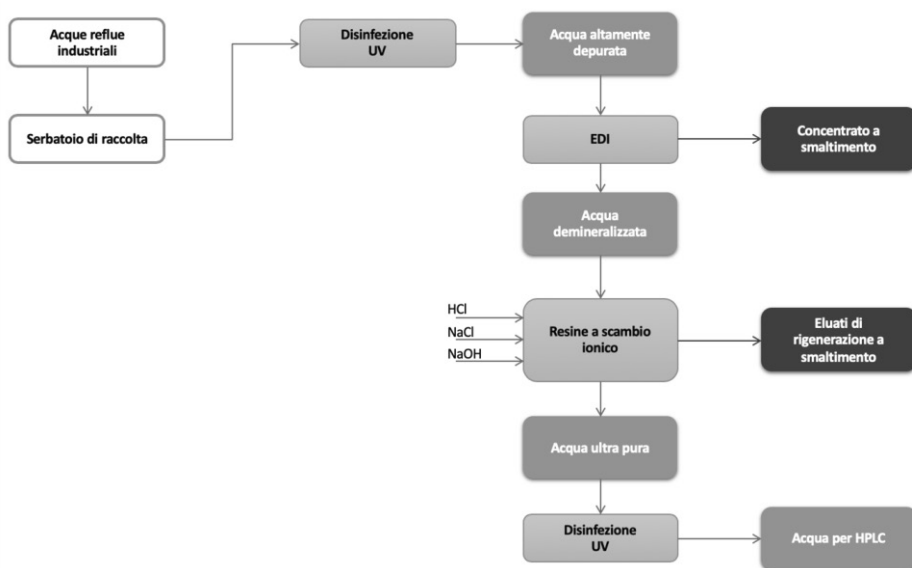 Acque reflue
industriali
Serbatoio di raccolta
Disinfezione
UV
Acqua altamente
depurata
EDI
Concentrato a
smaltimento
Acqua
demineralizzata
HCl
NaCl
NaOH
Resine a scambio
ionico
Eluati di
rigenerazione a
smaltimento
Acqua ultra pura
Disinfezione
UV
Acqua per HPLC